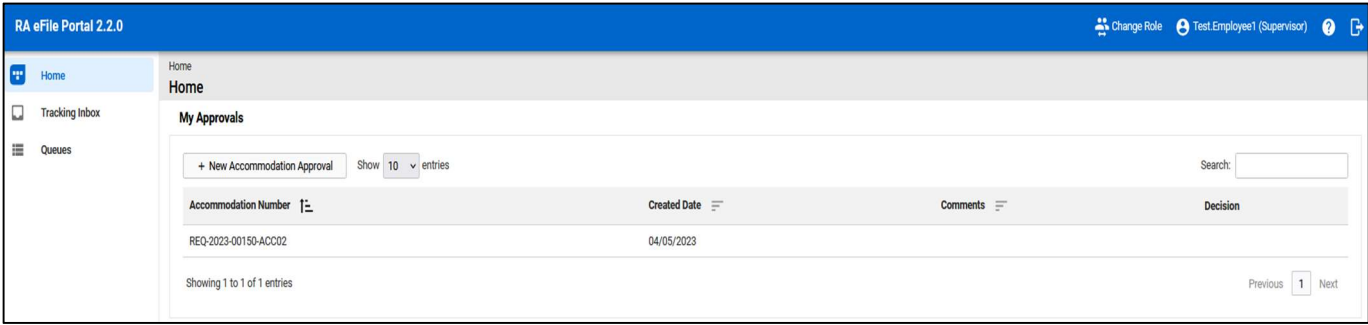 RA eFile Portal 2.2.0
Change Role Test.Employee1 (Supervisor) ?
Home
Tracking Inbox
Queues
Home
Home
My Approvals
+ New Accommodation Approval Show 10 entries Search:
Accommodation Number Created Date Comments Decision
REQ-2023-00150-ACC02 04/05/2023
Showing 1 to 1 of 1 entries Previous 1 Next